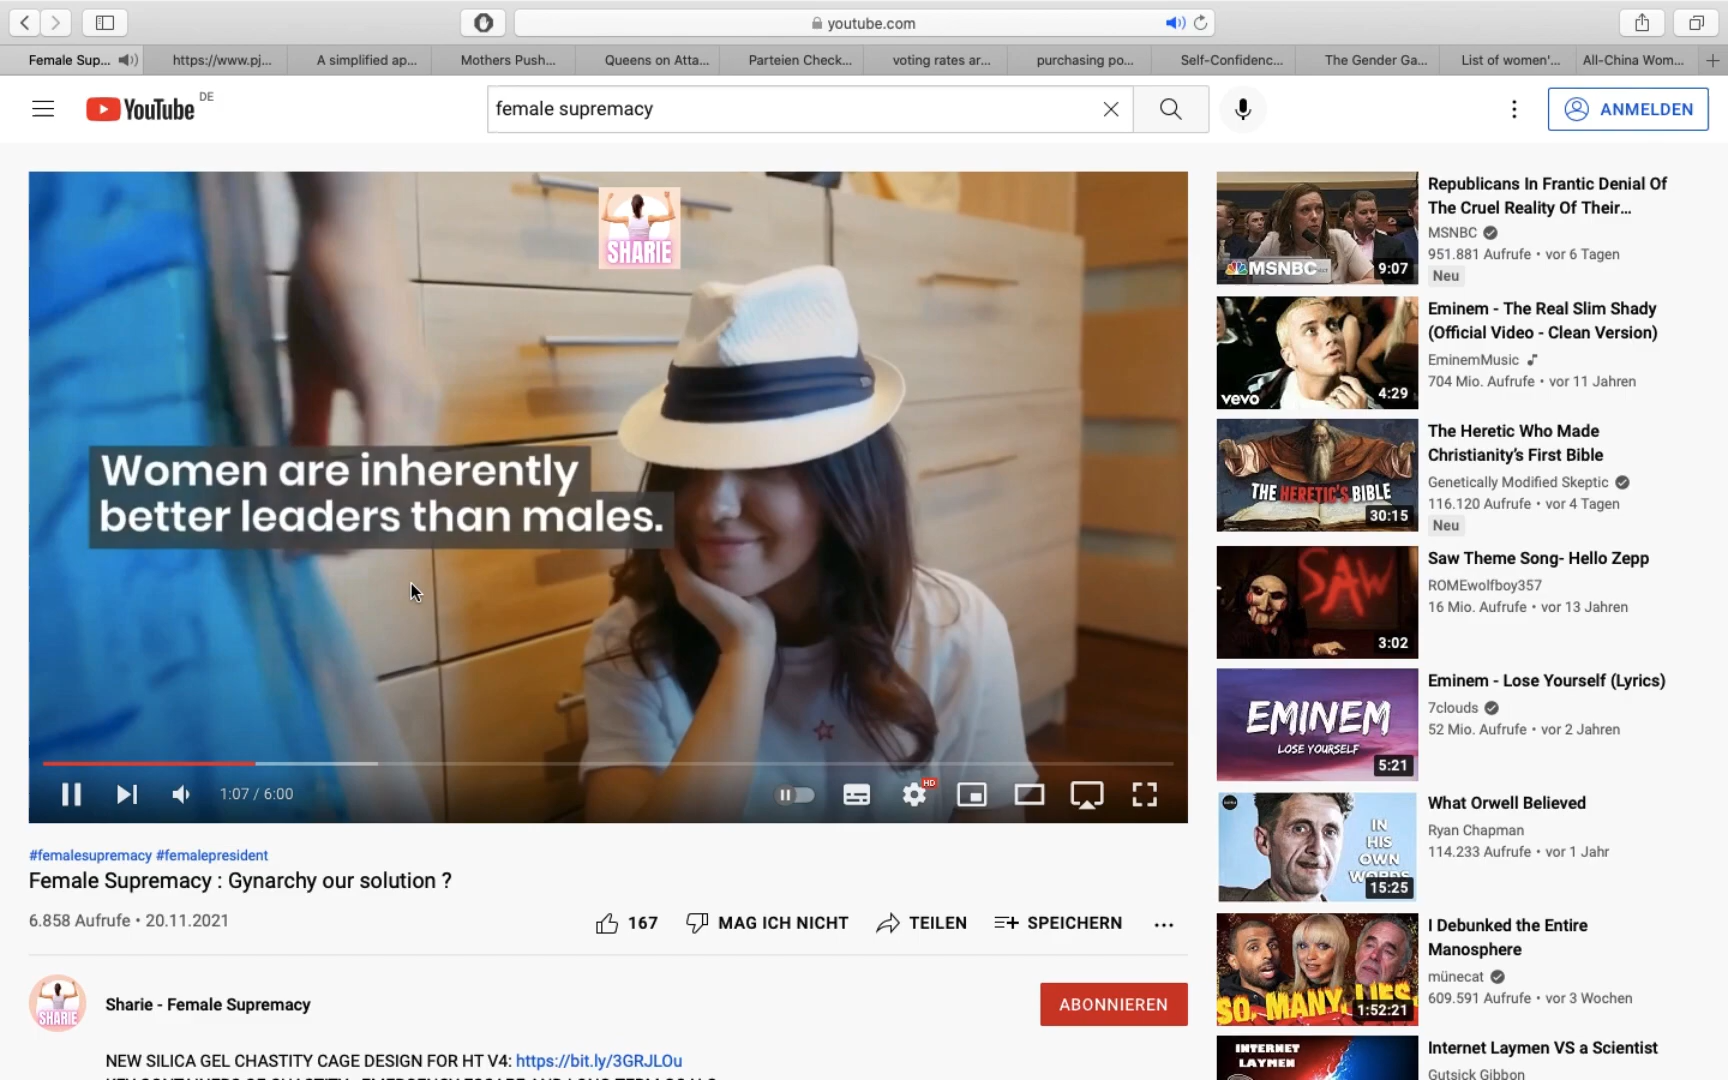 youtube.com
Female Sup...
https://www.pj...
A simplified ap...
Mothers Push...
Queens on Atta...
Parteien Check...
voting rates ar...
purchasing po...
Self-Confidenc...
The Gender Ga...
List of women'...
All-China Wom...
YouTube DE
female supremacy
ANMELDEN
SHARIE
Women are inherently
better leaders than males.
1:07 / 6:00
HD
#femalesupremacy #femalepresident
Female Supremacy : Gynarchy our solution ?
6.858 Aufrufe • 20.11.2021
167
MAG ICH NICHT
TEILEN
SPEICHERN
SHARIE
Sharie - Female Supremacy
ABONNIEREN
NEW SILICA GEL CHASTITY CAGE DESIGN FOR HT V4: https://bit.ly/3GRJLOu
MSNBC
9:07
Republicans In Frantic Denial Of
The Cruel Reality Of Their...
MSNBC
951.881 Aufrufe • vor 6 Tagen
Neu
vevo
4:29
Eminem - The Real Slim Shady
(Official Video - Clean Version)
EminemMusic
704 Mio. Aufrufe • vor 11 Jahren
THE HERETIC'S BIBLE
30:15
The Heretic Who Made
Christianity's First Bible
Genetically Modified Skeptic
116.120 Aufrufe • vor 4 Tagen
Neu
SAW
3:02
Saw Theme Song- Hello Zepp
ROMEwolfboy357
16 Mio. Aufrufe • vor 13 Jahren
EMINEM
LOSE YOURSELF
5:21
Eminem - Lose Yourself (Lyrics)
7clouds
52 Mio. Aufrufe • vor 2 Jahren
IN
HIS
OWN
WORDS
15:25
What Orwell Believed
Ryan Chapman
114.233 Aufrufe • vor 1 Jahr
SO. MANY. LIES.
1:52:21
I Debunked the Entire
Manosphere
münecat
609.591 Aufrufe • vor 3 Wochen
INTERNET
LAYMEN
Internet Laymen VS a Scientist
Gutsick Gibbon